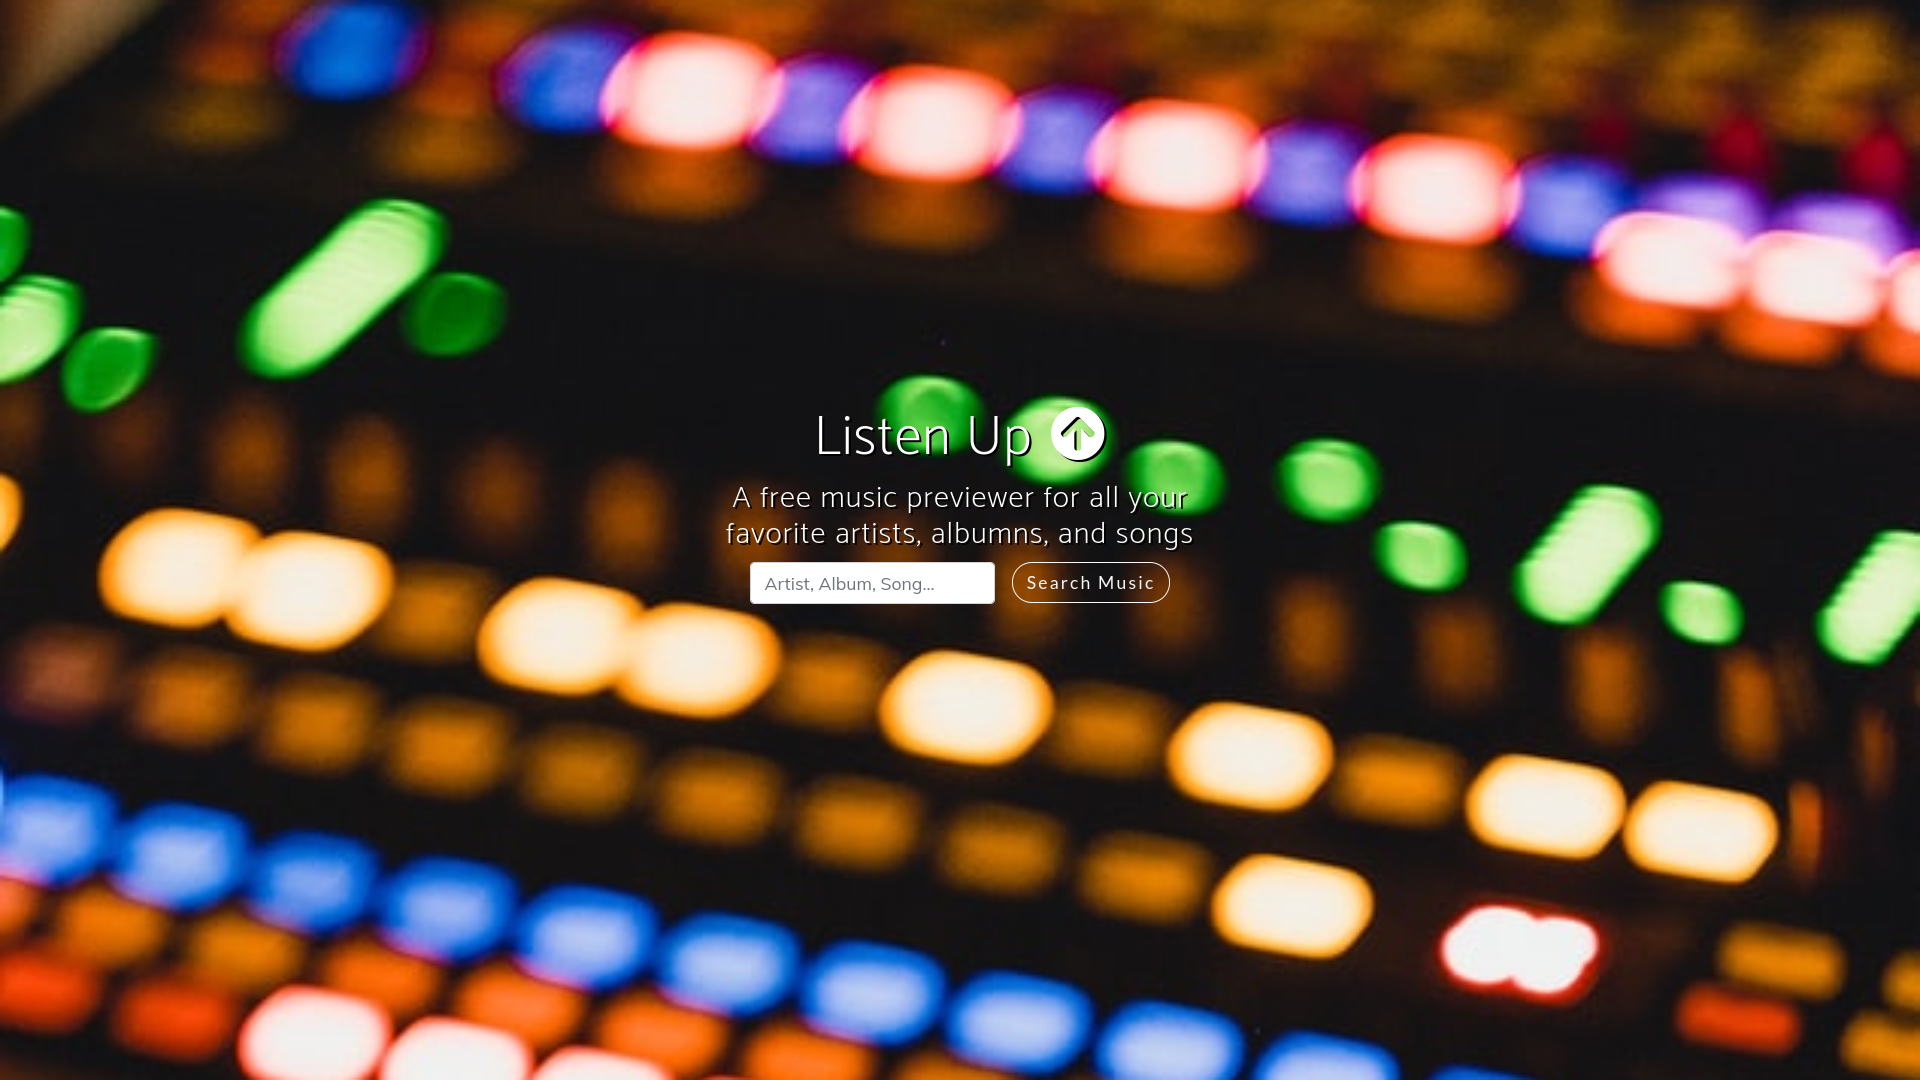 Listen Up
A free music previewer for all your
favorite artists, albumns, and songs
Artist, Album, Song...
Search Music